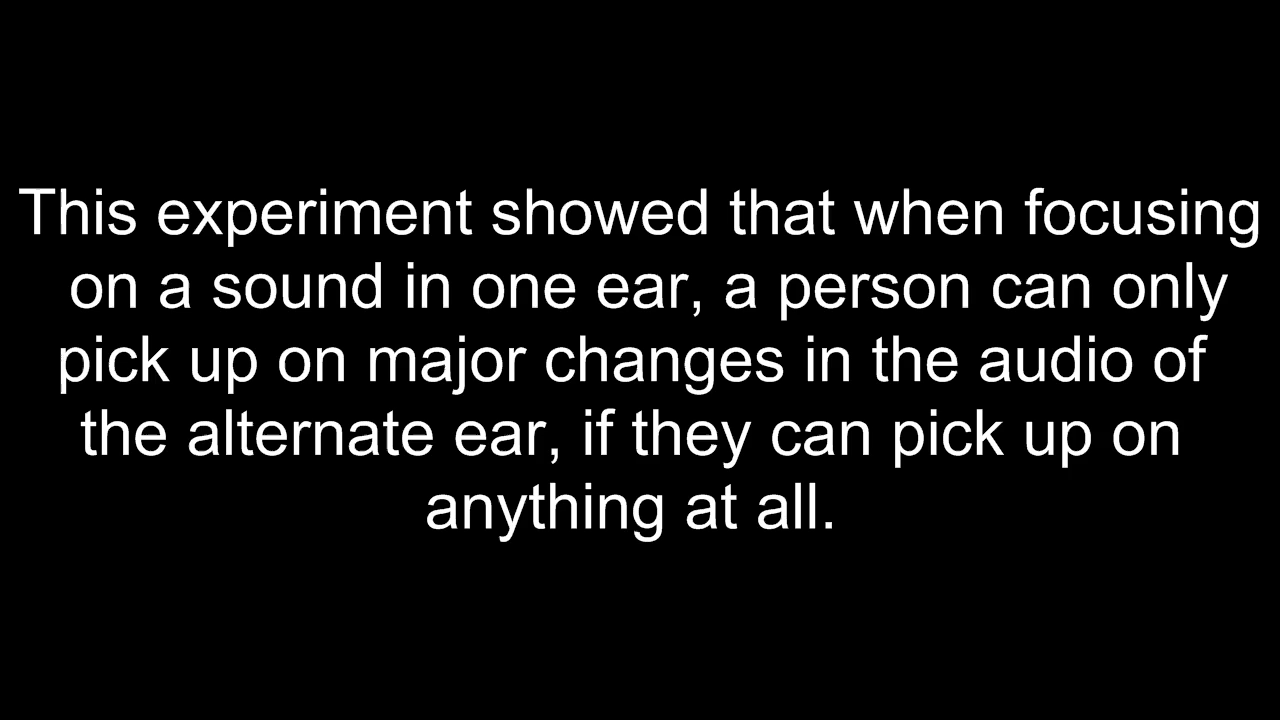 This experiment showed that when focusing
on a sound in one ear, a person can only
pick up on major changes in the audio of
the alternate ear, if they can pick up on
anything at all.